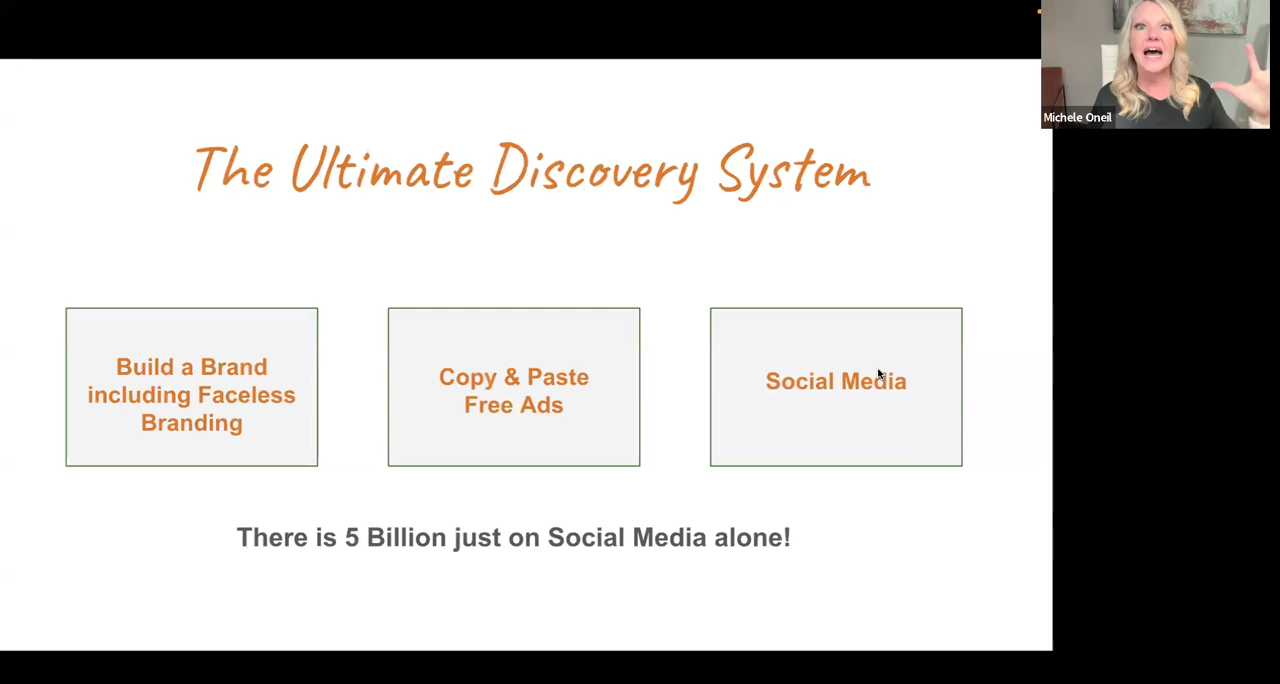 Michele Oneil
The Ultimate Discovery System
Build a Brand
including Faceless
Branding
Copy & Paste
Free Ads
Social Media
There is 5 Billion just on Social Media alone!